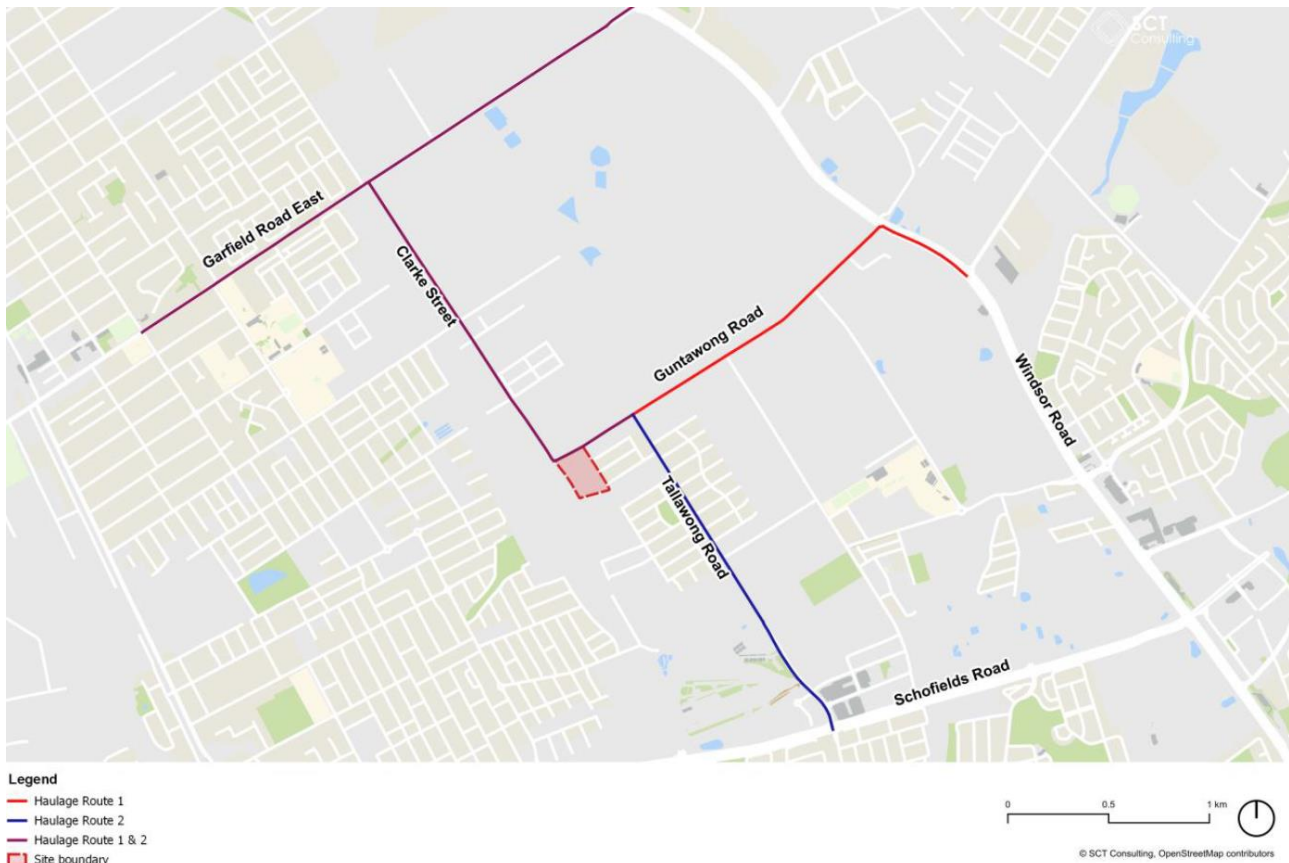 SCT
Consulting
Garfield Road East
Clarke Street
Guntawong Road
Windsor Road
Tallawong Road
Schofields Road
Legend
Haulage Route 1
Haulage Route 2
Haulage Route 1 & 2
Site boundary
0 0.5 1 km
© SCT Consulting, OpenStreetMap contributors